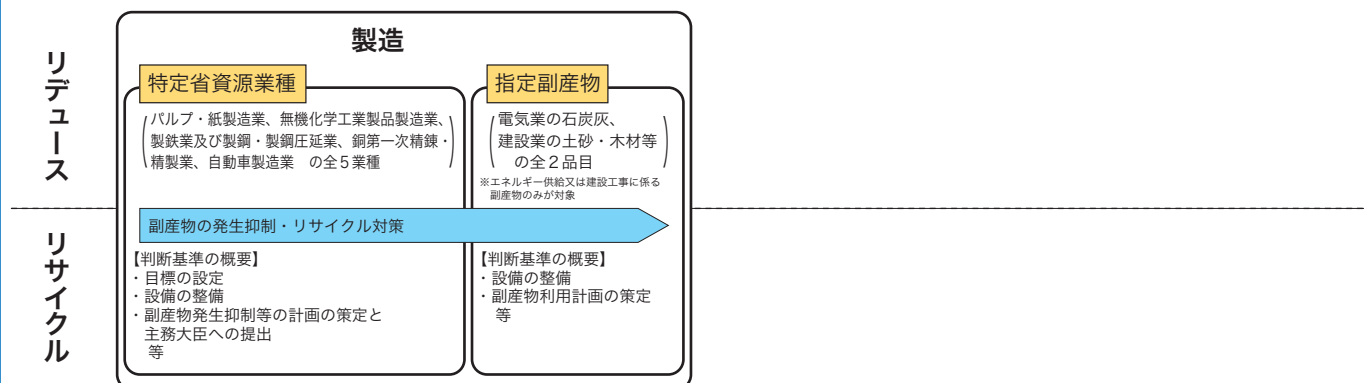 リデュース
リサイクル
製造
特定省資源業種
パルプ・紙製造業、無機化学工業製品製造業、
製鉄業及び製鋼・製鋼圧延業、銅第一次精錬・
精製業、自動車製造業　の全５業種
指定副産物
電気業の石炭灰、
建設業の土砂・木材等
の全２品目
※エネルギー供給又は建設工事に係る
副産物のみが対象
副産物の発生抑制・リサイクル対策
【判断基準の概要】
・目標の設定
・設備の整備
・副産物発生抑制等の計画の策定と
主務大臣への提出
等
【判断基準の概要】
・設備の整備
・副産物利用計画の策定
等